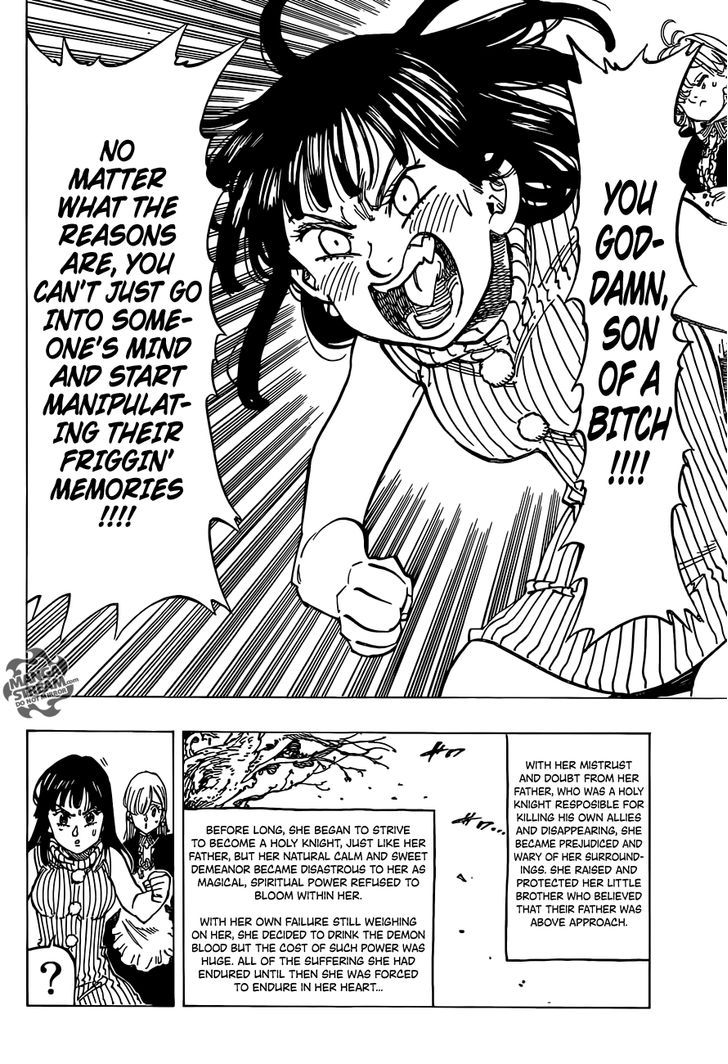 YOU
GOD-
DAMN,
SON
OF A
BITCH
!!!!
NO
MATTER
WHAT THE
REASONS
ARE, YOU
CAN'T JUST GO
INTO SOME-
ONE'S MIND
AND START
MANIPULAT-
ING THEIR
FRIGGIN'
MEMORIES
!!!!
MANGA
STREAM.com
DO NOT MIRROR
WITH HER MISTRUST
AND DOUBT FROM HER
FATHER, WHO WAS A HOLY
KNIGHT RESPOSIBLE FOR
KILLING HIS OWN ALLIES
AND DISAPPEARING, SHE
BECAME PREJUDICED AND
WARY OF HER SURROUND-
INGS. SHE RAISED AND
PROTECTED HER LITTLE
BROTHER WHO BELIEVED
THAT THEIR FATHER WAS
ABOVE APPROACH.
BEFORE LONG, SHE BEGAN TO STRIVE
TO BECOME A HOLY KNIGHT, JUST LIKE HER
FATHER, BUT HER NATURAL CALM AND SWEET
DEMEANOR BECAME DISASTROUS TO HER AS
MAGICAL, SPIRITUAL POWER REFUSED TO
BLOOM WITHIN HER.
WITH HER OWN FAILURE STILL WEIGHING
ON HER, SHE DECIDED TO DRINK THE DEMON
BLOOD BUT THE COST OF SUCH POWER WAS
HUGE. ALL OF THE SUFFERING SHE HAD
ENDURED UNTIL THEN SHE WAS FORCED
TO ENDURE IN HER HEART...
?